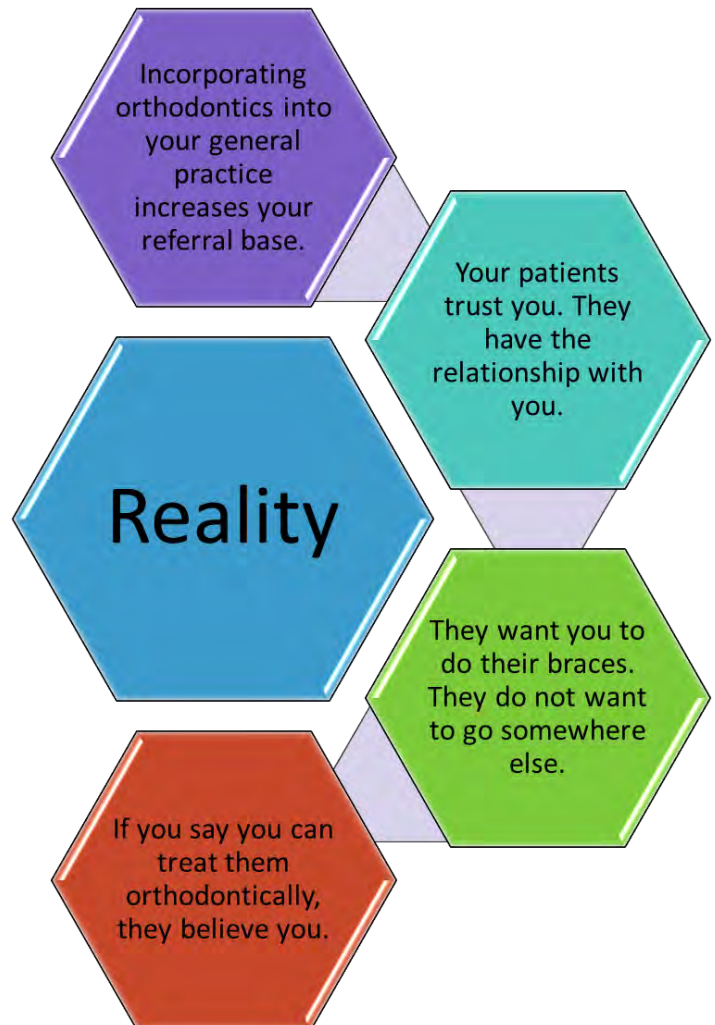 Incorporating
orthodontics into
your general
practice
increases your
referral base.
Your patients
trust you. They
have the
relationship with
you.
Reality
They want you to
do their braces.
They do not want
to go somewhere
else.
If you say you can
treat them
orthodontically,
they believe you.